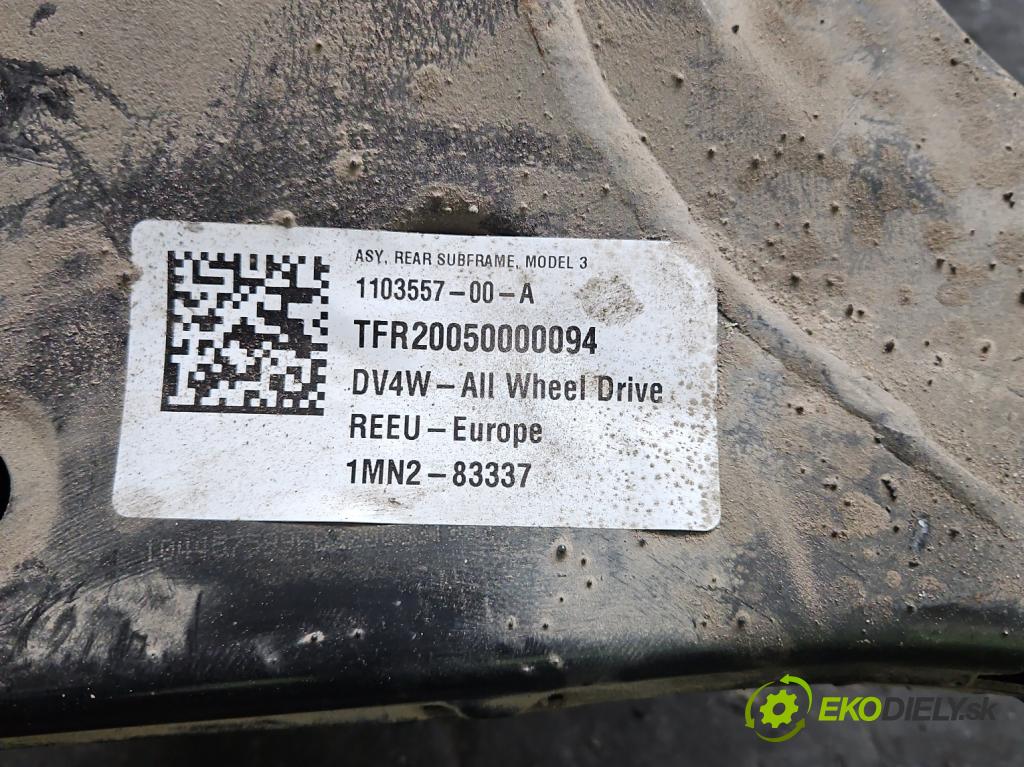 ASY, REAR SUBFRAME, MODEL 3
1103557-00-A
TFR20050000094
DV4W-All Wheel Drive
REEU-Europe
1MN2-83337
EKODIELY.sk